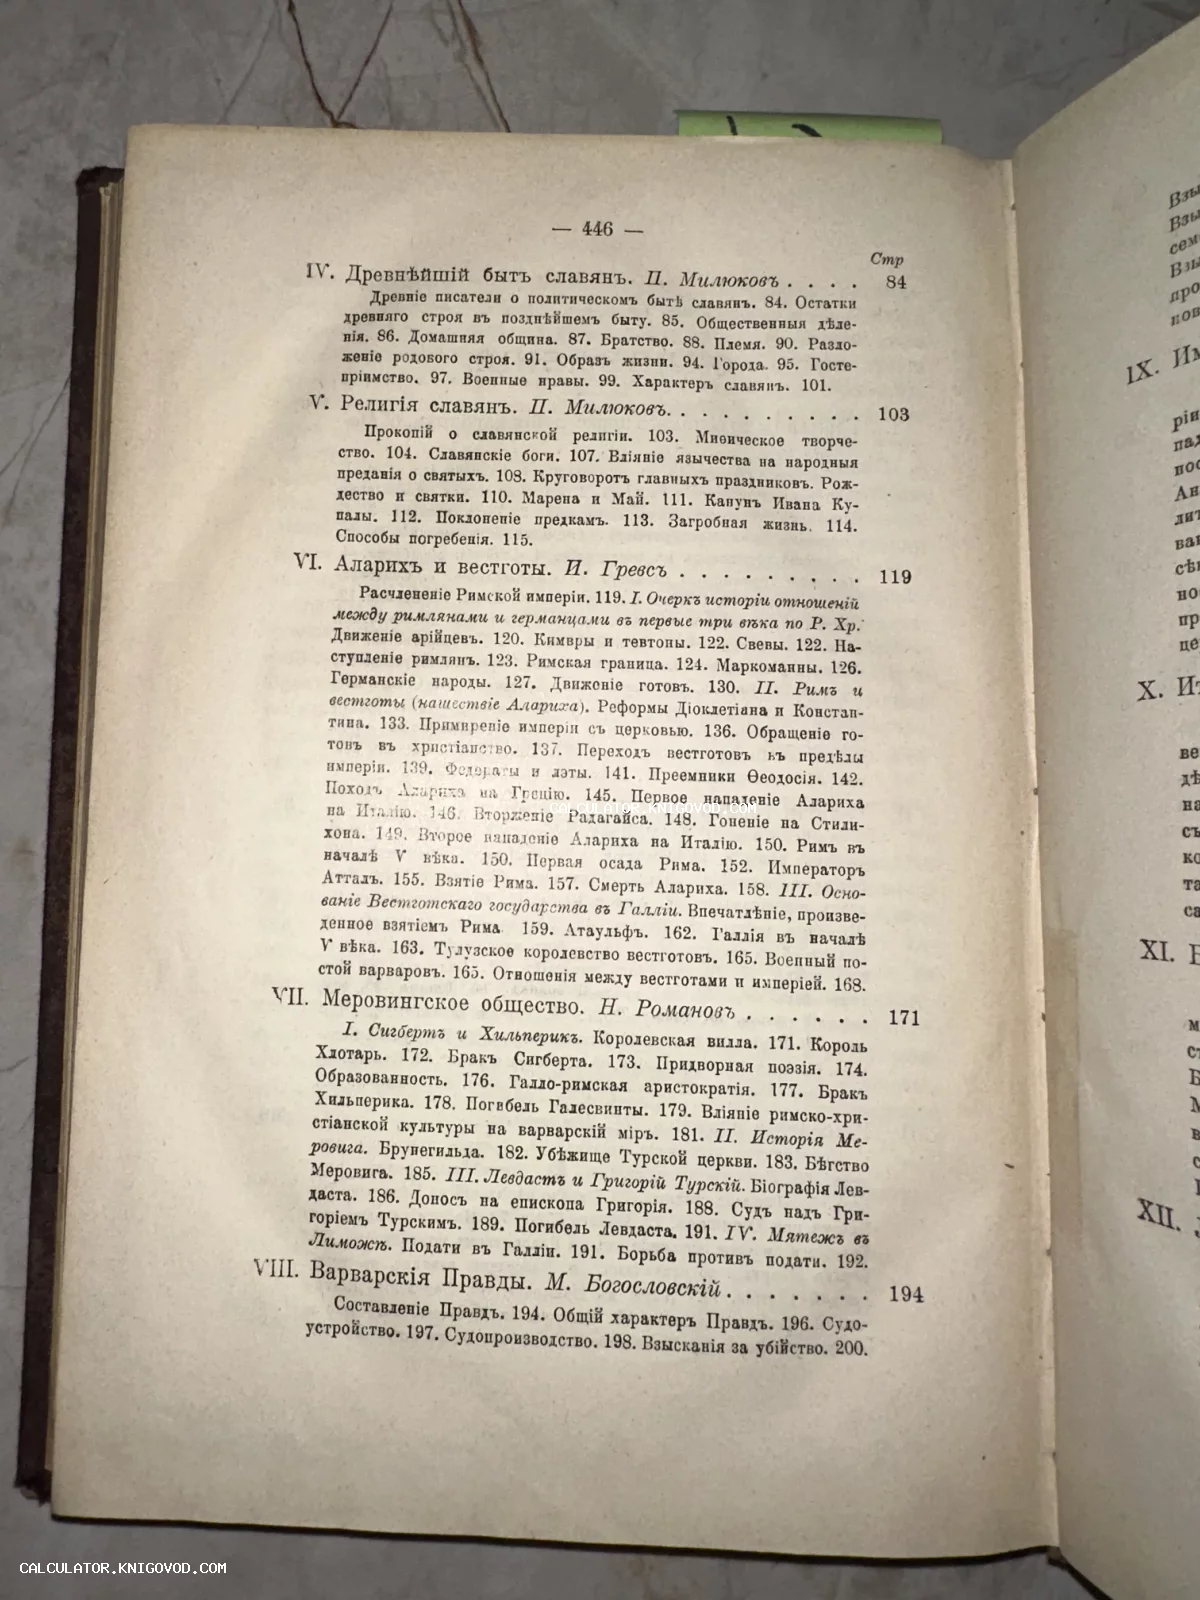 — 446 —
Стр
IV. Древнѣйшій бытъ славянъ. П. Милюковъ . . . . 84
Древніе писатели о политическомъ бытѣ славянъ. 84. Остатки
древняго строя въ позднѣйшемъ быту. 85. Общественныя дѣле-
нія. 86. Домашняя община. 87. Братство. 88. Племя. 90. Разло-
женіе родового строя. 91. Образъ жизни. 94. Города. 95. Госте-
пріимство. 97. Военные нравы. 99. Характеръ славянъ. 101.
V. Религія славянъ. П. Милюковъ. . . . . . . . . . 103
Прокопій о славянской религіи. 103. Миѳическое творче-
ство. 104. Славянскіе боги. 107. Вліяніе язычества на народныя
преданія о святыхъ. 108. Круговоротъ главныхъ праздниковъ. Рож-
дество и святки. 110. Марена и Май. 111. Канунъ Ивана Ку-
палы. 112. Поклоненіе предкамъ. 113. Загробная жизнь. 114.
Способы погребенія. 115.
VI. Аларихъ и вестготы. И. Гревсъ . . . . . . . . . . 119
Расчлененіе Римской имперіи. 119. I. Очеркъ исторіи отношеній
между римлянами и германцами въ первые три вѣка по Р. Хр.
Движеніе арійцевъ. 120. Кимвры и тевтоны. 122. Свевы. 122. На-
ступленіе римлянъ. 123. Римская граница. 124. Маркоманны. 126.
Германскіе народы. 127. Движеніе готовъ. 130. II. Римъ и
вестготы (нашествіе Алариха). Реформы Діоклетіана и Констан-
тина. 133. Примиреніе имперіи съ церковью. 136. Обращеніе го-
товъ въ христіанство. 137. Переходъ вестготовъ въ предѣлы
имперіи. 139. Федераты и лэты. 141. Преемники Ѳеодосія. 142.
Походъ Алариха на Грецію. 145. Первое нападеніе Алариха
на Италію. 146. Вторженіе Радагайса. 148. Гоненіе на Стили-
хона. 149. Второе нападеніе Алариха на Италію. 150. Римъ въ
началѣ V вѣка. 150. Первая осада Рима. 152. Императоръ
Атталъ. 155. Взятіе Рима. 157. Смерть Алариха. 158. III. Осно-
ваніе Вестготскаго государства въ Галліи. Впечатлѣніе, произве-
денное взятіемъ Рима 159. Атаульфъ. 162. Галлія въ началѣ
V вѣка. 163. Тулузское королевство вестготовъ. 165. Военный по-
стой варваровъ. 165. Отношенія между вестготами и имперіей. 168.
VII. Меровингское общество. Н. Романовъ . . . . . . 171
I. Сигбертъ и Хильперикъ. Королевская вилла. 171. Король
Хлотарь. 172. Бракъ Сигберта. 173. Придворная поэзія. 174.
Образованность. 176. Галло-римская аристократія. 177. Бракъ
Хильперика. 178. Погибель Галесвинты. 179. Вліяніе римско-хри-
стіанской культуры на варварскій міръ. 181. II. Исторія Ме-
ровига. Брунегильда. 182. Убѣжище Турской церкви. 183. Бѣгство
Меровига. 185. III. Левдастъ и Григорій Турскій. Біографія Лев-
даста. 186. Доносъ на епископа Григорія. 188. Судъ надъ Гри-
горіемъ Турскимъ. 189. Погибель Левдаста. 191. IV. Мятежъ въ
Лиможѣ. Подати въ Галліи. 191. Борьба противъ подати. 192.
VIII. Варварскія Правды. М. Богословскій . . . . . . . 194
Составленіе Правдъ. 194. Общій характеръ Правдъ. 196. Судо-
устройство. 197. Судопроизводство. 198. Взысканія за убійство. 200.
IX.
X.
XI.
XII.
CALCULATOR.KNIGOVOD.COM
CALCULATOR.KNIGOVOD.COM